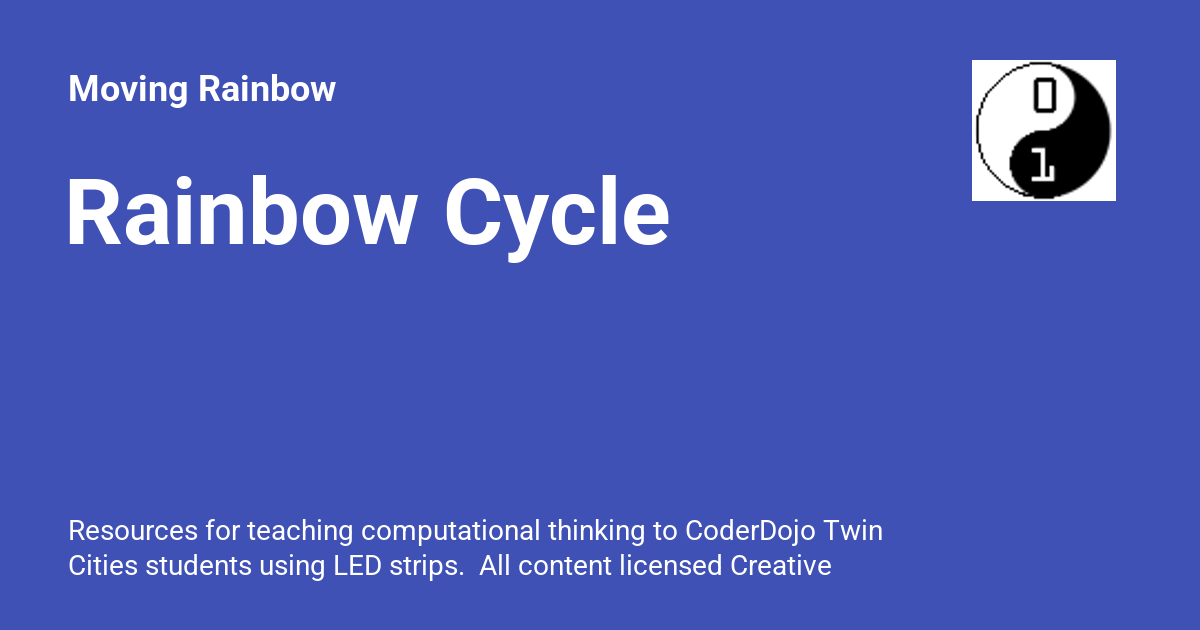 Moving Rainbow
0
1
Rainbow Cycle
Resources for teaching computational thinking to CoderDojo Twin
Cities students using LED strips.  All content licensed Creative